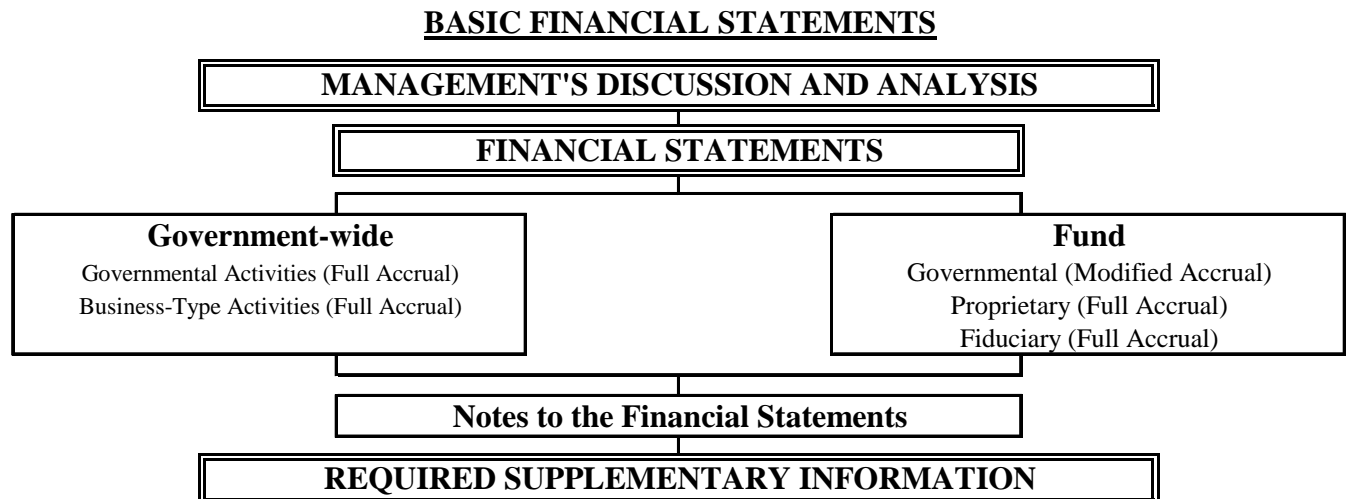 BASIC FINANCIAL STATEMENTS
MANAGEMENT'S DISCUSSION AND ANALYSIS
FINANCIAL STATEMENTS
Government-wide
Governmental Activities (Full Accrual)
Business-Type Activities (Full Accrual)
Fund
Governmental (Modified Accrual)
Proprietary (Full Accrual)
Fiduciary (Full Accrual)
Notes to the Financial Statements
REQUIRED SUPPLEMENTARY INFORMATION